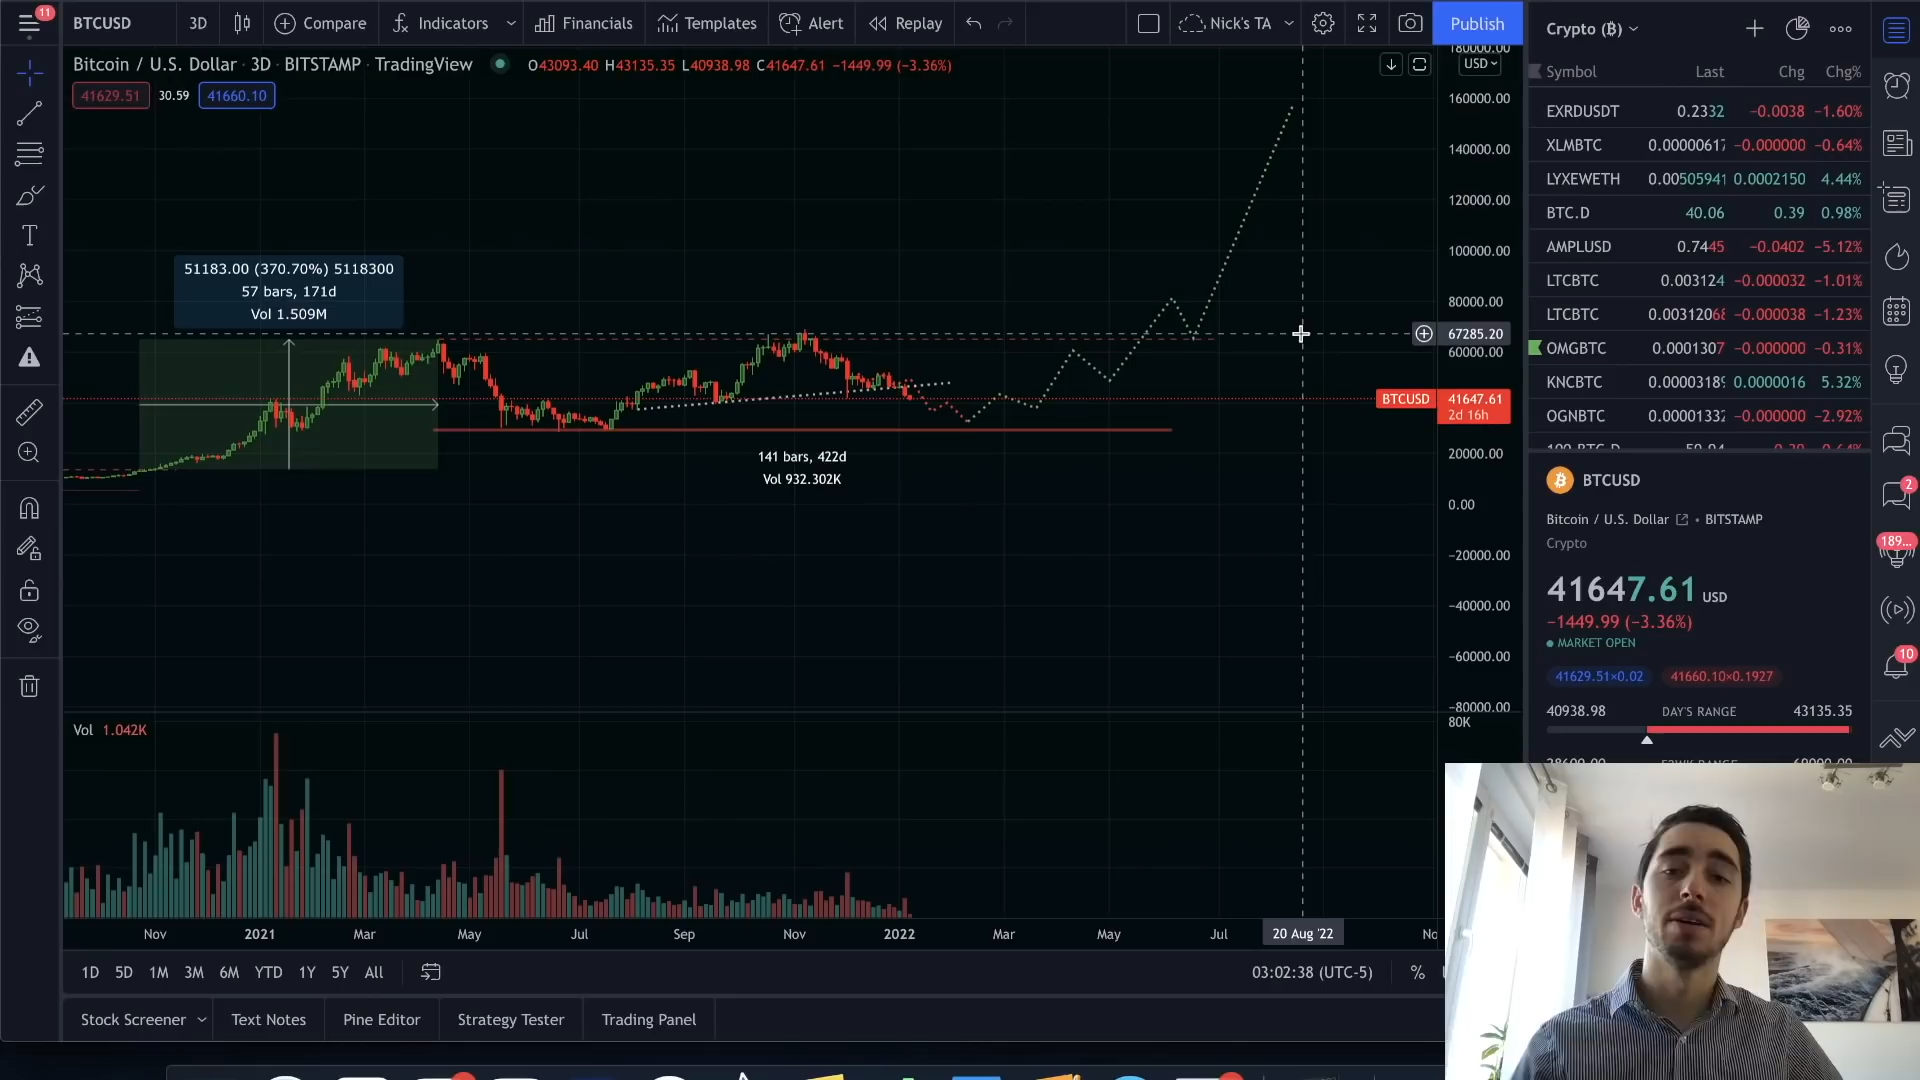 11
BTCUSD
3D
Compare
Indicators
Financials
Templates
Alert
Replay
Nick's TA
Publish
Bitcoin / U.S. Dollar · 3D · BITSTAMP · TradingView
O43093.40 H43135.35 L40938.98 C41647.61 −1449.99 (−3.36%)
41629.51 30.59 41660.10
USD
180000.00
160000.00
140000.00
120000.00
100000.00
80000.00
67285.20
60000.00
BTCUSD 41647.61
2d 16h
20000.00
0.00
−20000.00
−40000.00
−60000.00
−80000.00
80K
51183.00 (370.70%) 5118300
57 bars, 171d
Vol 1.509M
141 bars, 422d
Vol 932.302K
Vol 1.042K
Nov 2021 Mar May Jul Sep Nov 2022 Mar May Jul 20 Aug '22 No
1D 5D 1M 3M 6M YTD 1Y 5Y All
03:02:38 (UTC-5) %
Stock Screener
Text Notes
Pine Editor
Strategy Tester
Trading Panel
Crypto (₿)
Symbol Last Chg Chg%
EXRDUSDT 0.2332 −0.0038 −1.60%
XLMBTC 0.00000617 −0.000000 −0.64%
LYXEWETH 0.00505941 0.0002150 4.44%
BTC.D 40.06 0.39 0.98%
AMPLUSD 0.7445 −0.0402 −5.12%
LTCBTC 0.003124 −0.000032 −1.01%
LTCBTC 0.00312068 −0.000038 −1.23%
OMGBTC 0.0001307 −0.000000 −0.31%
KNCBTC 0.00003189 0.0000016 5.32%
OGNBTC 0.00001332 −0.000000 −2.92%
BTCUSD
Bitcoin / U.S. Dollar • BITSTAMP
Crypto
41647.61 USD
−1449.99 (−3.36%)
MARKET OPEN
41629.51×0.02 41660.10×0.1927
40938.98 DAY'S RANGE 43135.35
2
189...
10